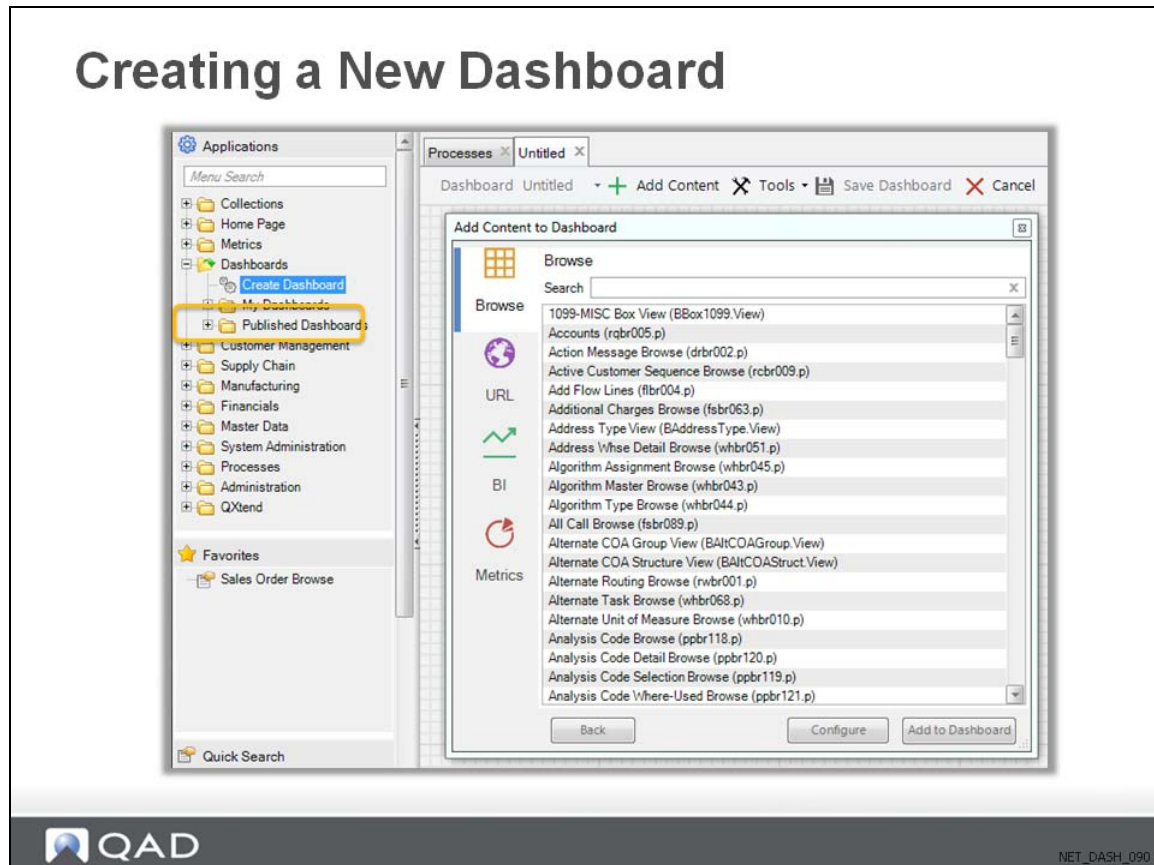 Creating a New Dashboard
Applications
Menu Search
Collections
Home Page
Metrics
Dashboards
Create Dashboard
My Dashboards
Published Dashboards
Customer Management
Supply Chain
Manufacturing
Financials
Master Data
System Administration
Processes
Administration
QXtend
Favorites
Sales Order Browse
Quick Search
Processes
Untitled
Dashboard Untitled
Add Content
Tools
Save Dashboard
Cancel
Add Content to Dashboard
Browse
URL
BI
Metrics
Browse
Search
1099-MISC Box View (BBox1099.View)
Accounts (rqbr005.p)
Action Message Browse (drbr002.p)
Active Customer Sequence Browse (rcbr009.p)
Add Flow Lines (flbr004.p)
Additional Charges Browse (fsbr063.p)
Address Type View (BAddressType.View)
Address Whse Detail Browse (whbr051.p)
Algorithm Assignment Browse (whbr045.p)
Algorithm Master Browse (whbr043.p)
Algorithm Type Browse (whbr044.p)
All Call Browse (fsbr089.p)
Alternate COA Group View (BAltCOAGroup.View)
Alternate COA Structure View (BAltCOAStruct.View)
Alternate Routing Browse (rwbr001.p)
Alternate Task Browse (whbr068.p)
Alternate Unit of Measure Browse (whbr010.p)
Analysis Code Browse (ppbr118.p)
Analysis Code Detail Browse (ppbr120.p)
Analysis Code Selection Browse (ppbr119.p)
Analysis Code Where-Used Browse (ppbr121.p)
Back
Configure
Add to Dashboard
QAD
NET_DASH_090